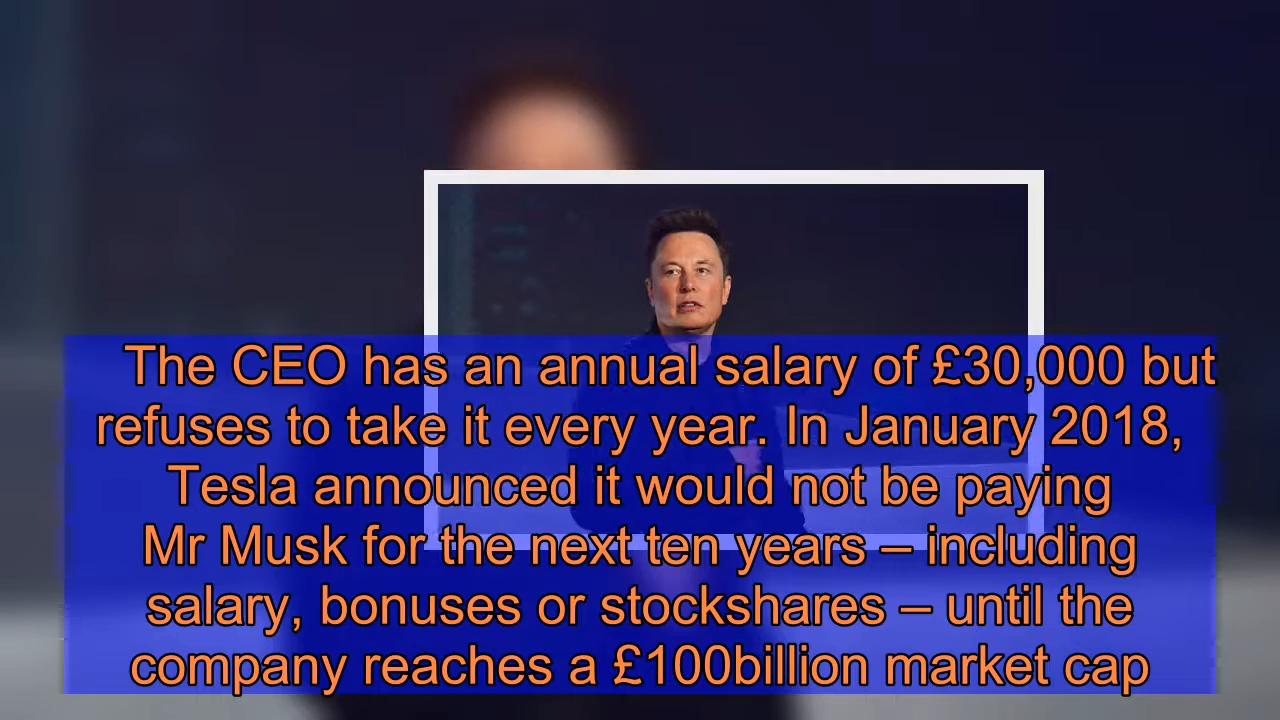 The CEO has an annual salary of £30,000 but
refuses to take it every year. In January 2018,
Tesla announced it would not be paying
Mr Musk for the next ten years – including
salary, bonuses or stockshares – until the
company reaches a £100billion market cap